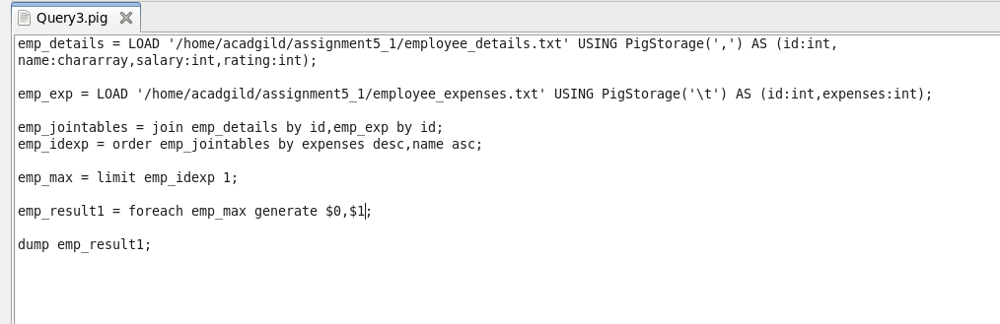 Query3.pig
emp_details = LOAD '/home/acadgild/assignment5_1/employee_details.txt' USING PigStorage(',') AS (id:int,
name:chararray,salary:int,rating:int);
emp_exp = LOAD '/home/acadgild/assignment5_1/employee_expenses.txt' USING PigStorage('\t') AS (id:int,expenses:int);
emp_jointables = join emp_details by id,emp_exp by id;
emp_idexp = order emp_jointables by expenses desc,name asc;
emp_max = limit emp_idexp 1;
emp_result1 = foreach emp_max generate $0,$1;
dump emp_result1;